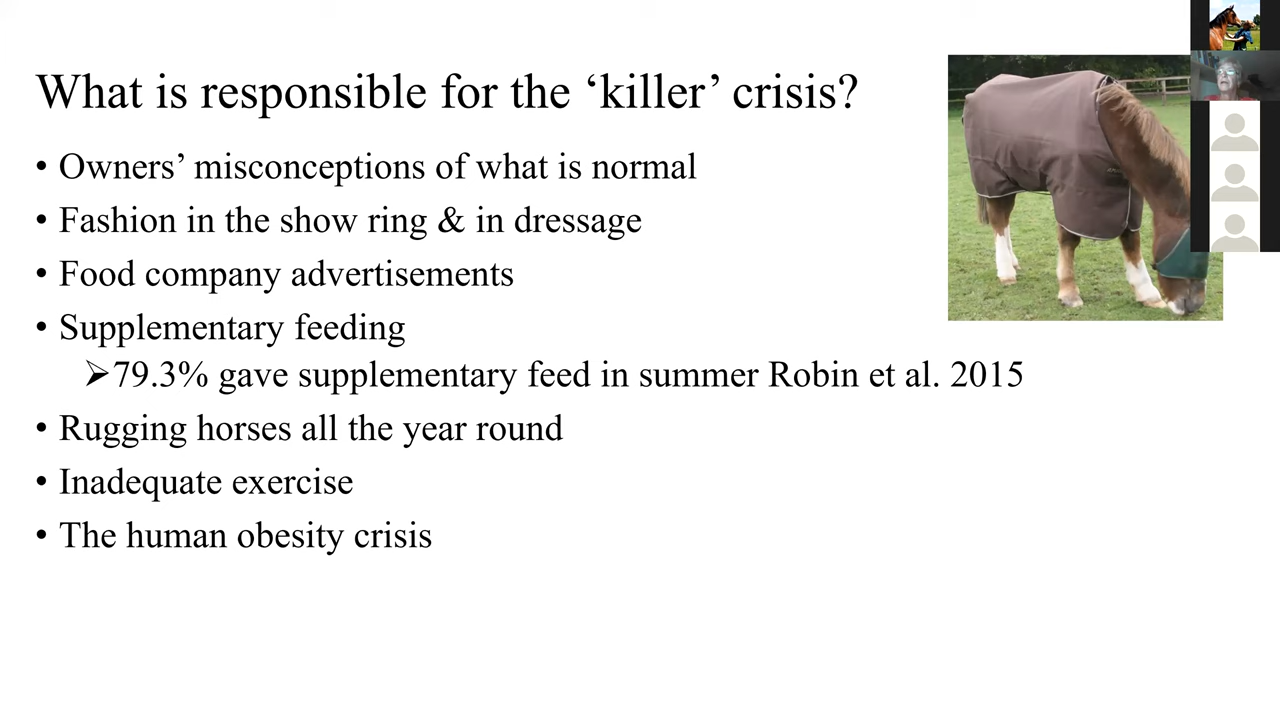 What is responsible for the ‘killer’ crisis?
• Owners’ misconceptions of what is normal
• Fashion in the show ring & in dressage
• Food company advertisements
• Supplementary feeding
➢79.3% gave supplementary feed in summer Robin et al. 2015
• Rugging horses all the year round
• Inadequate exercise
• The human obesity crisis